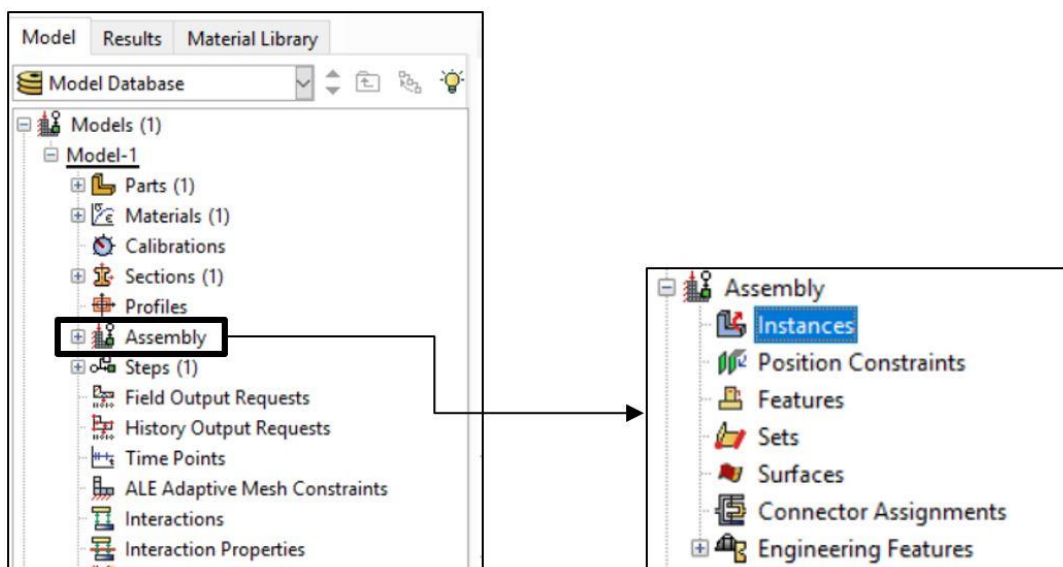 Model Results Material Library
Model Database
Models (1)
Model-1
Parts (1)
Materials (1)
Calibrations
Sections (1)
Profiles
Assembly
Steps (1)
Field Output Requests
History Output Requests
Time Points
ALE Adaptive Mesh Constraints
Interactions
Interaction Properties
Assembly
Instances
Position Constraints
Features
Sets
Surfaces
Connector Assignments
Engineering Features